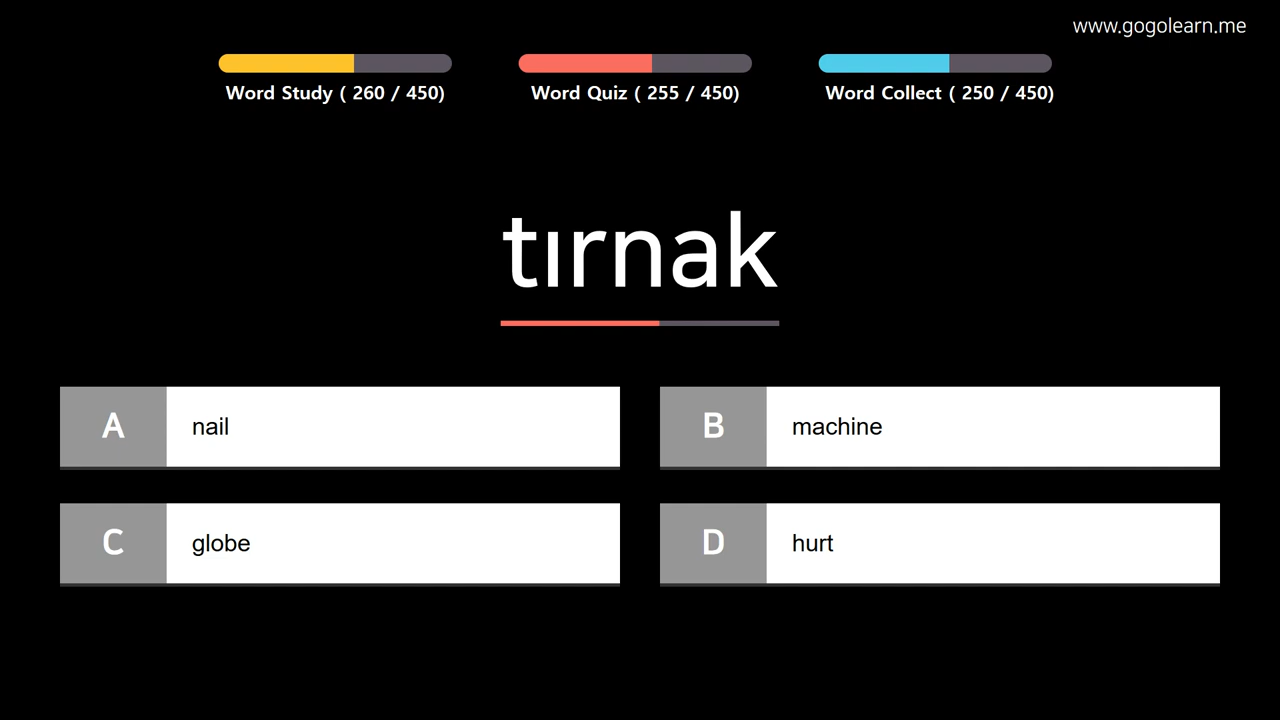 www.gogolearn.me
Word Study ( 260 / 450)
Word Quiz ( 255 / 450)
Word Collect ( 250 / 450)
tırnak
A nail
B machine
C globe
D hurt